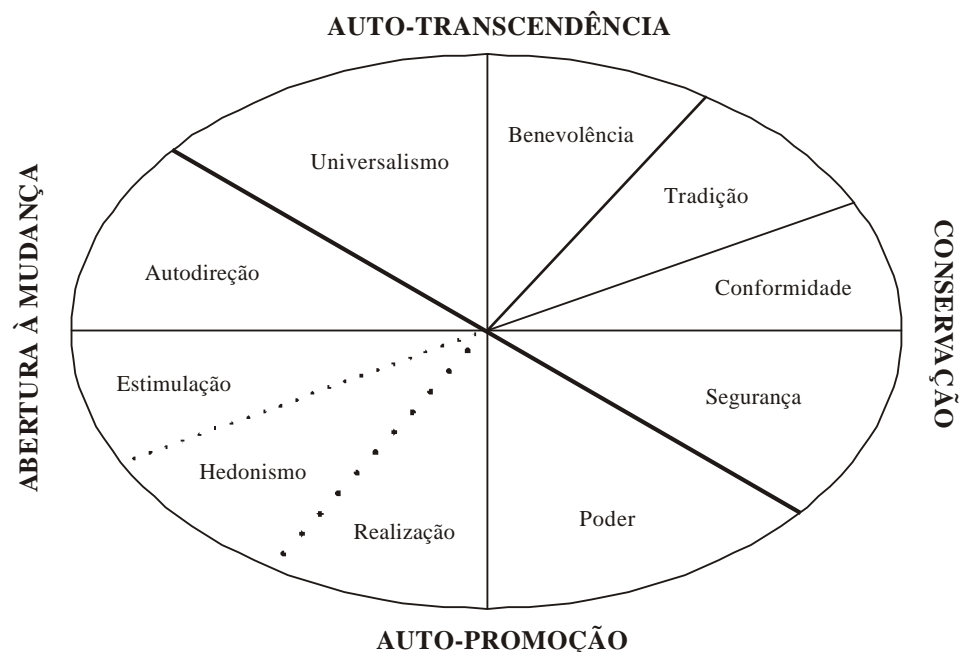 AUTO-TRANSCENDÊNCIA
Benevolência
Universalismo
Tradição
ABERTURA À MUDANÇA
Autodireção
Conformidade
CONSERVAÇÃO
Estimulação
Segurança
Hedonismo
Realização
Poder
AUTO-PROMOÇÃO